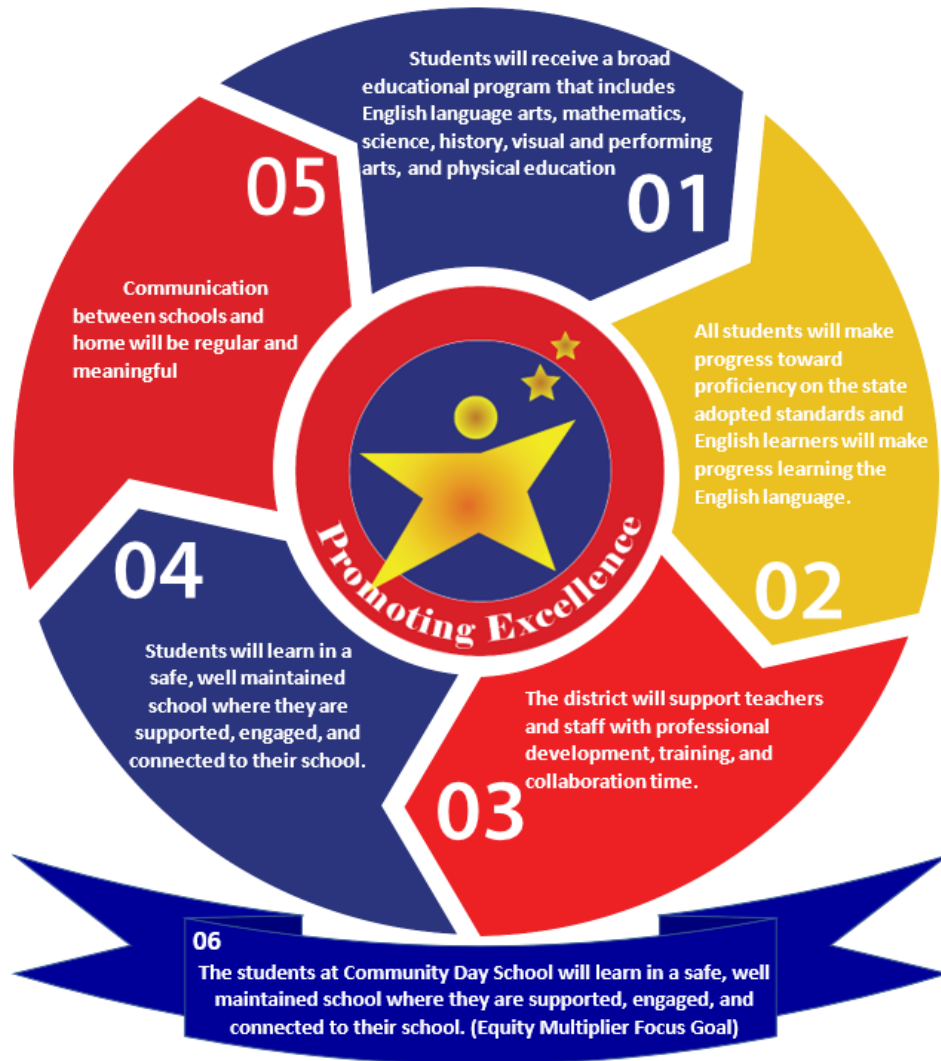 Students will receive a broad
educational program that includes
English language arts, mathematics,
science, history, visual and performing
arts, and physical education
01
All students will make
progress toward
proficiency on the state
adopted standards and
English learners will make
progress learning the
English language.
02
The district will support teachers
and staff with professional
development, training, and
collaboration time.
03
04
Students will learn in a
safe, well maintained
school where they are
supported, engaged, and
connected to their school.
05
Communication
between schools and
home will be regular and
meaningful
Promoting Excellence
06
The students at Community Day School will learn in a safe, well
maintained school where they are supported, engaged, and
connected to their school. (Equity Multiplier Focus Goal)